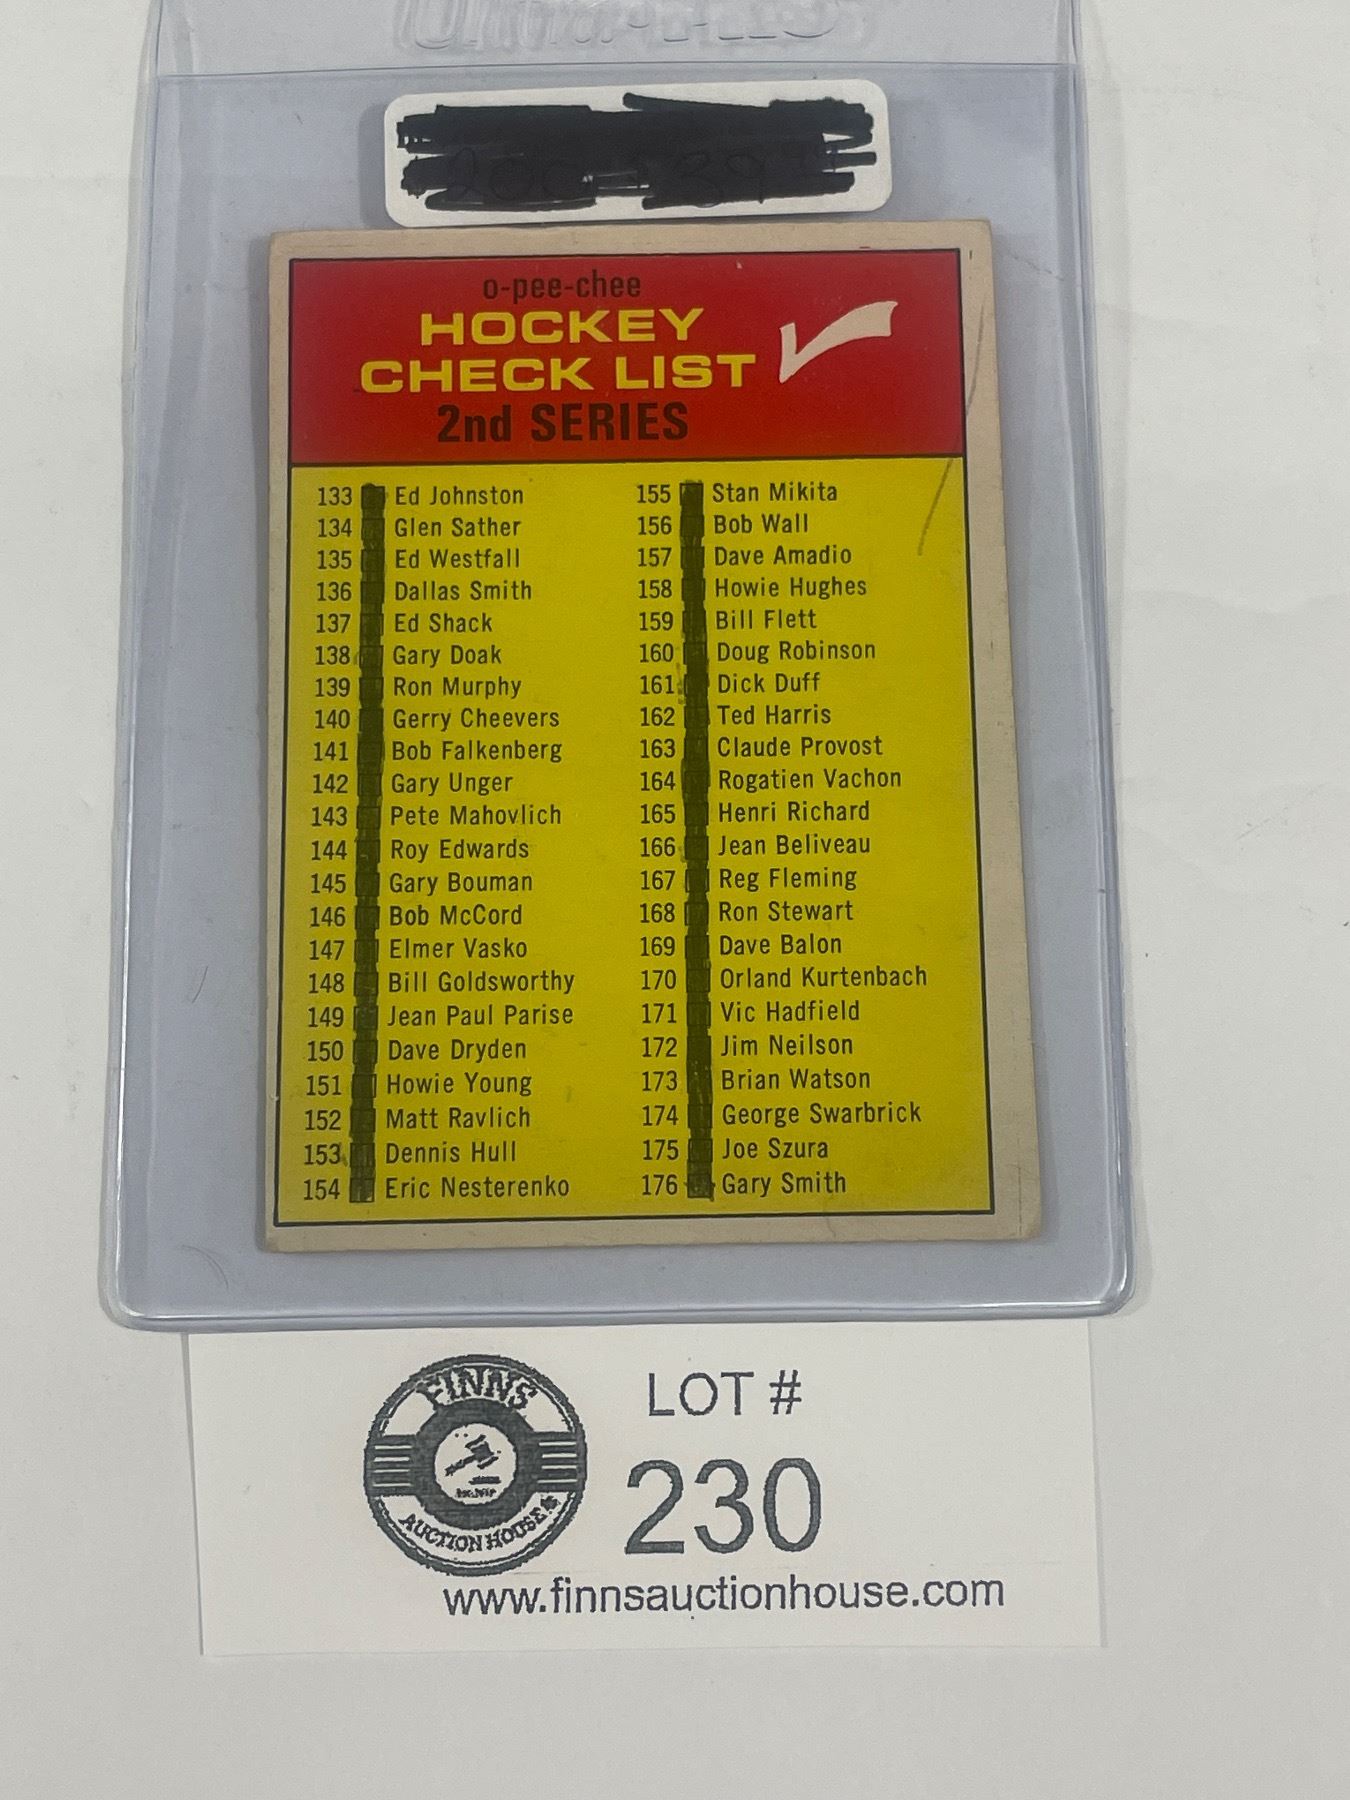 o-pee-chee
HOCKEY
CHECK LIST
2nd SERIES
133 Ed Johnston
134 Glen Sather
135 Ed Westfall
136 Dallas Smith
137 Ed Shack
138 Gary Doak
139 Ron Murphy
140 Gerry Cheevers
141 Bob Falkenberg
142 Gary Unger
143 Pete Mahovlich
144 Roy Edwards
145 Gary Bouman
146 Bob McCord
147 Elmer Vasko
148 Bill Goldsworthy
149 Jean Paul Parise
150 Dave Dryden
151 Howie Young
152 Matt Ravlich
153 Dennis Hull
154 Eric Nesterenko
155 Stan Mikita
156 Bob Wall
157 Dave Amadio
158 Howie Hughes
159 Bill Flett
160 Doug Robinson
161 Dick Duff
162 Ted Harris
163 Claude Provost
164 Rogatien Vachon
165 Henri Richard
166 Jean Beliveau
167 Reg Fleming
168 Ron Stewart
169 Dave Balon
170 Orland Kurtenbach
171 Vic Hadfield
172 Jim Neilson
173 Brian Watson
174 George Swarbrick
175 Joe Szura
176 Gary Smith
FINNS
AUCTION HOUSE
LOT #
230
www.finnsauctionhouse.com